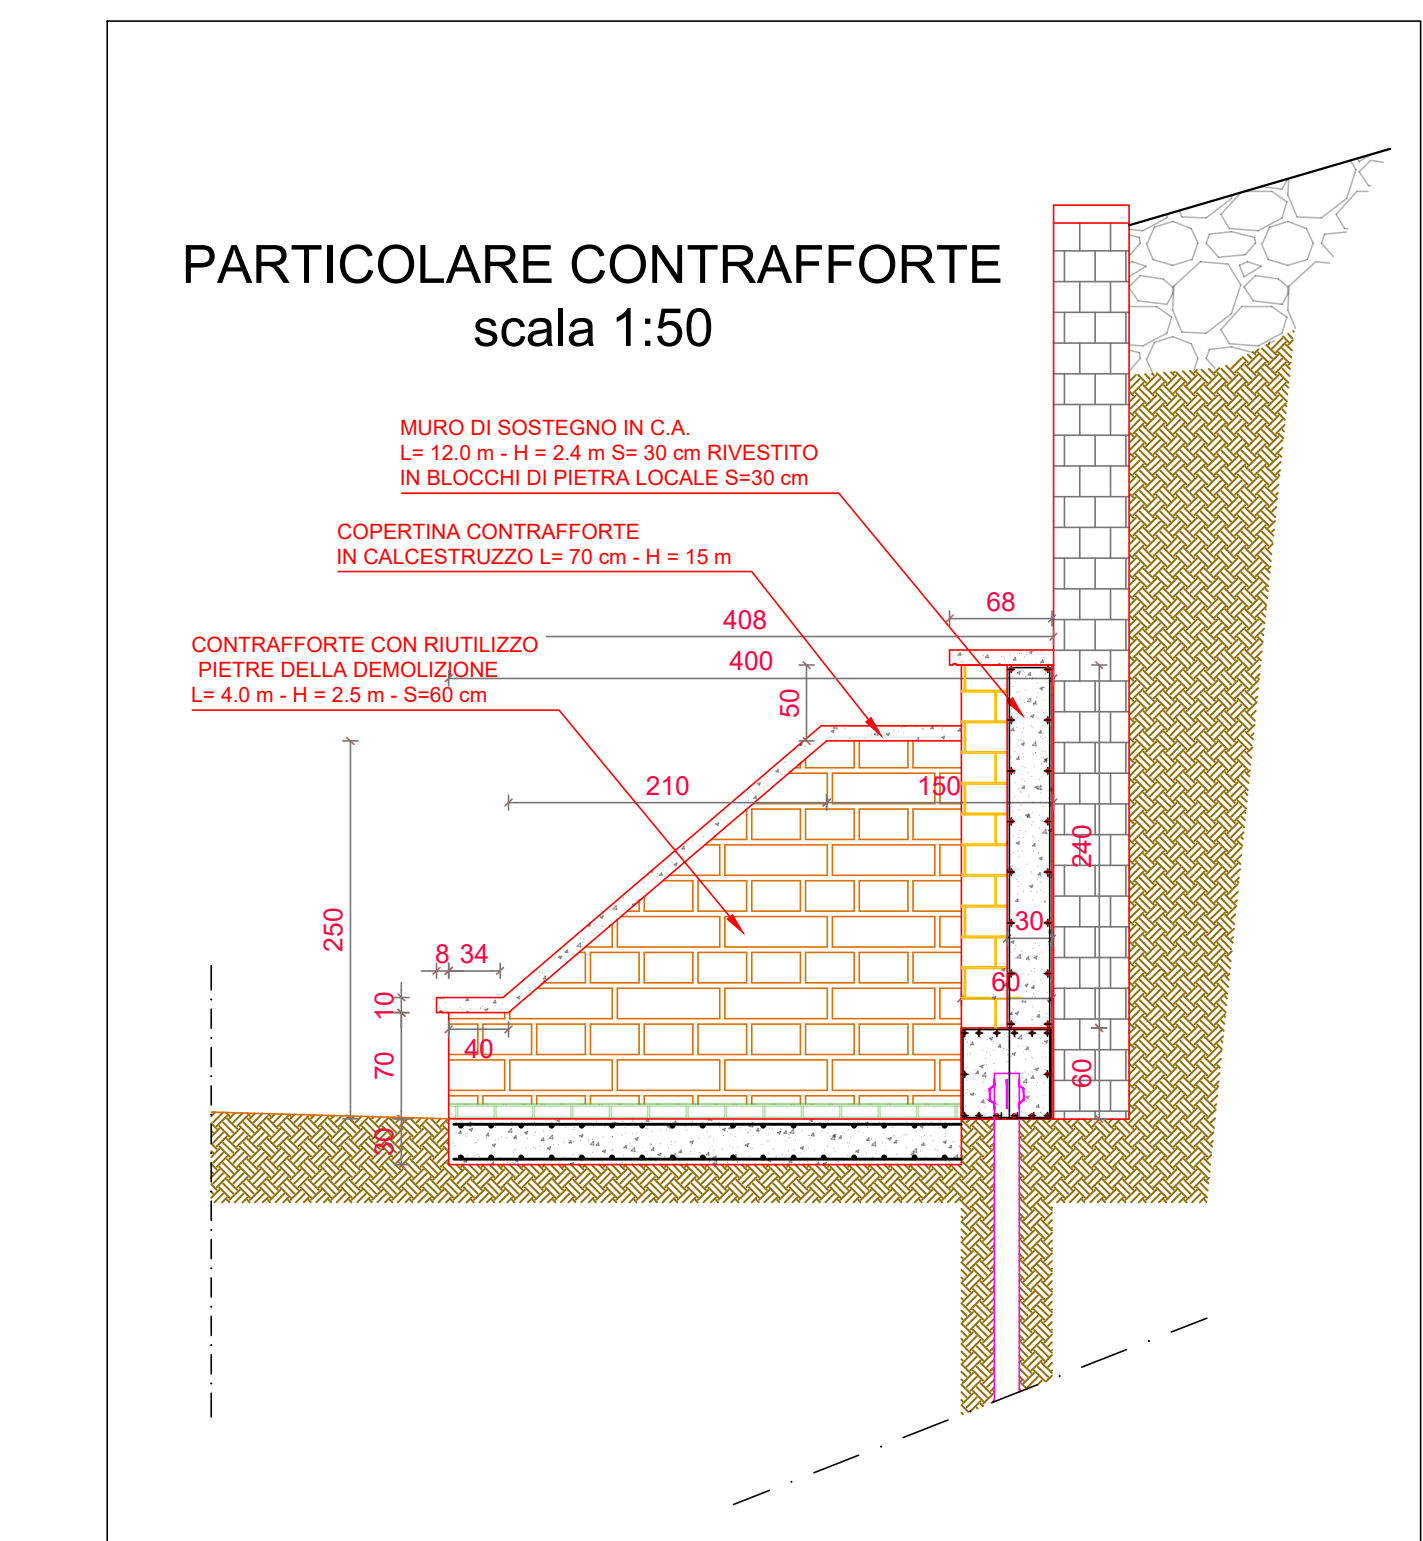 PARTICOLARE CONTRAFFORTE
scala 1:50
MURO DI SOSTEGNO IN C.A.
L= 12.0 m - H = 2.4 m S= 30 cm RIVESTITO
IN BLOCCHI DI PIETRA LOCALE S=30 cm
COPERTINA CONTRAFFORTE
IN CALCESTRUZZO L= 70 cm - H = 15 m
CONTRAFFORTE CON RIUTILIZZO
PIETRE DELLA DEMOLIZIONE
L= 4.0 m - H = 2.5 m - S=60 cm
68
408
400
50
210
150
240
250
30
8
34
60
10
40
70
60
30